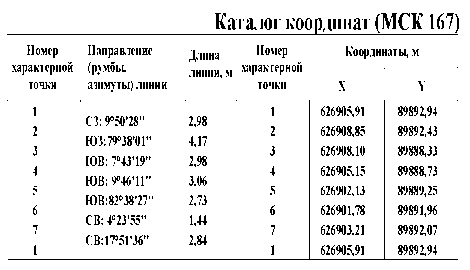 Каталог координат (МСК 167)
Номер характерной точки Направление (румбы, азимуты) линии Длина линии, м Номер характерной точки Координаты, м
X Y
1 1 626905,91 89892,94
СЗ: 9°50'28" 2,98
2 2 626908,85 89892,43
ЮЗ:79°38'01" 4,17
3 3 626908,10 89888,33
ЮВ: 7°43'19" 2,98
4 4 626905,15 89888,73
ЮВ: 9°46'11" 3,06
5 5 626902,13 89889,25
ЮВ:82°38'27" 2,73
6 6 626901,78 89891,96
СВ: 4°23'55" 1,44
7 7 626903,21 89892,07
СВ:17°51'36" 2,84
1 1 626905,91 89892,94